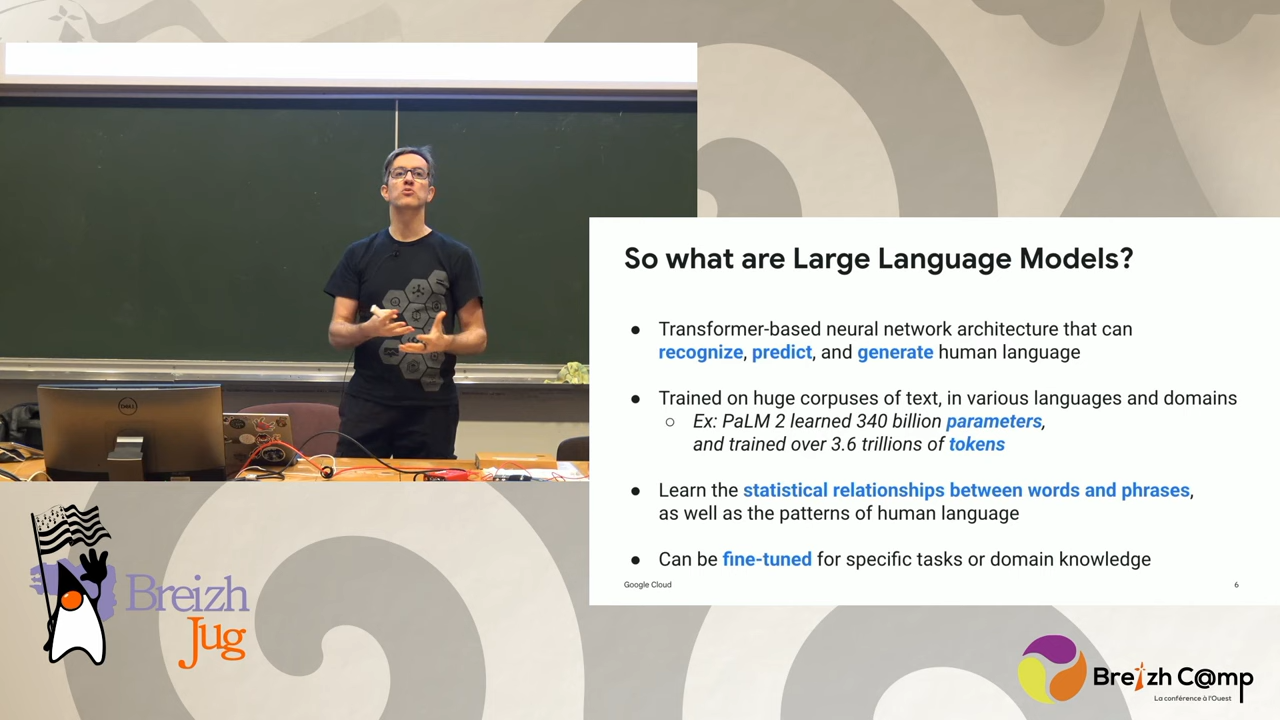 So what are Large Language Models?
● Transformer-based neural network architecture that can
recognize, predict, and generate human language
● Trained on huge corpuses of text, in various languages and domains
○ Ex: PaLM 2 learned 340 billion parameters,
and trained over 3.6 trillions of tokens
● Learn the statistical relationships between words and phrases,
as well as the patterns of human language
● Can be fine-tuned for specific tasks or domain knowledge
Google Cloud
6
DELL
Breizh
Jug
Breizh C@mp
La conférence à l'Ouest